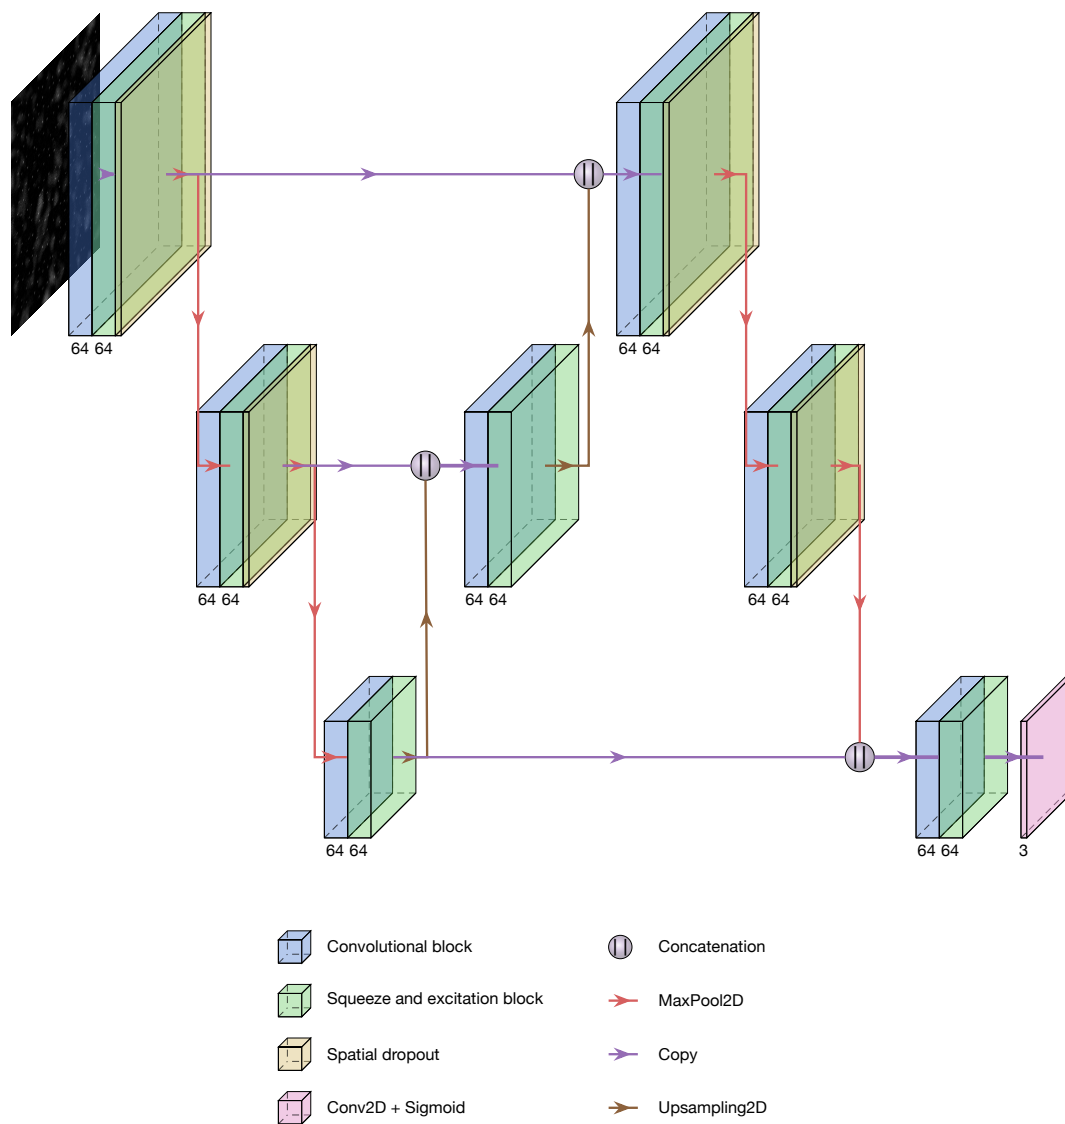 64 64
64 64
64 64
64 64
64 64
64 64
64 64
3
Convolutional block
Concatenation
Squeeze and excitation block
MaxPool2D
Spatial dropout
Copy
Conv2D + Sigmoid
Upsampling2D